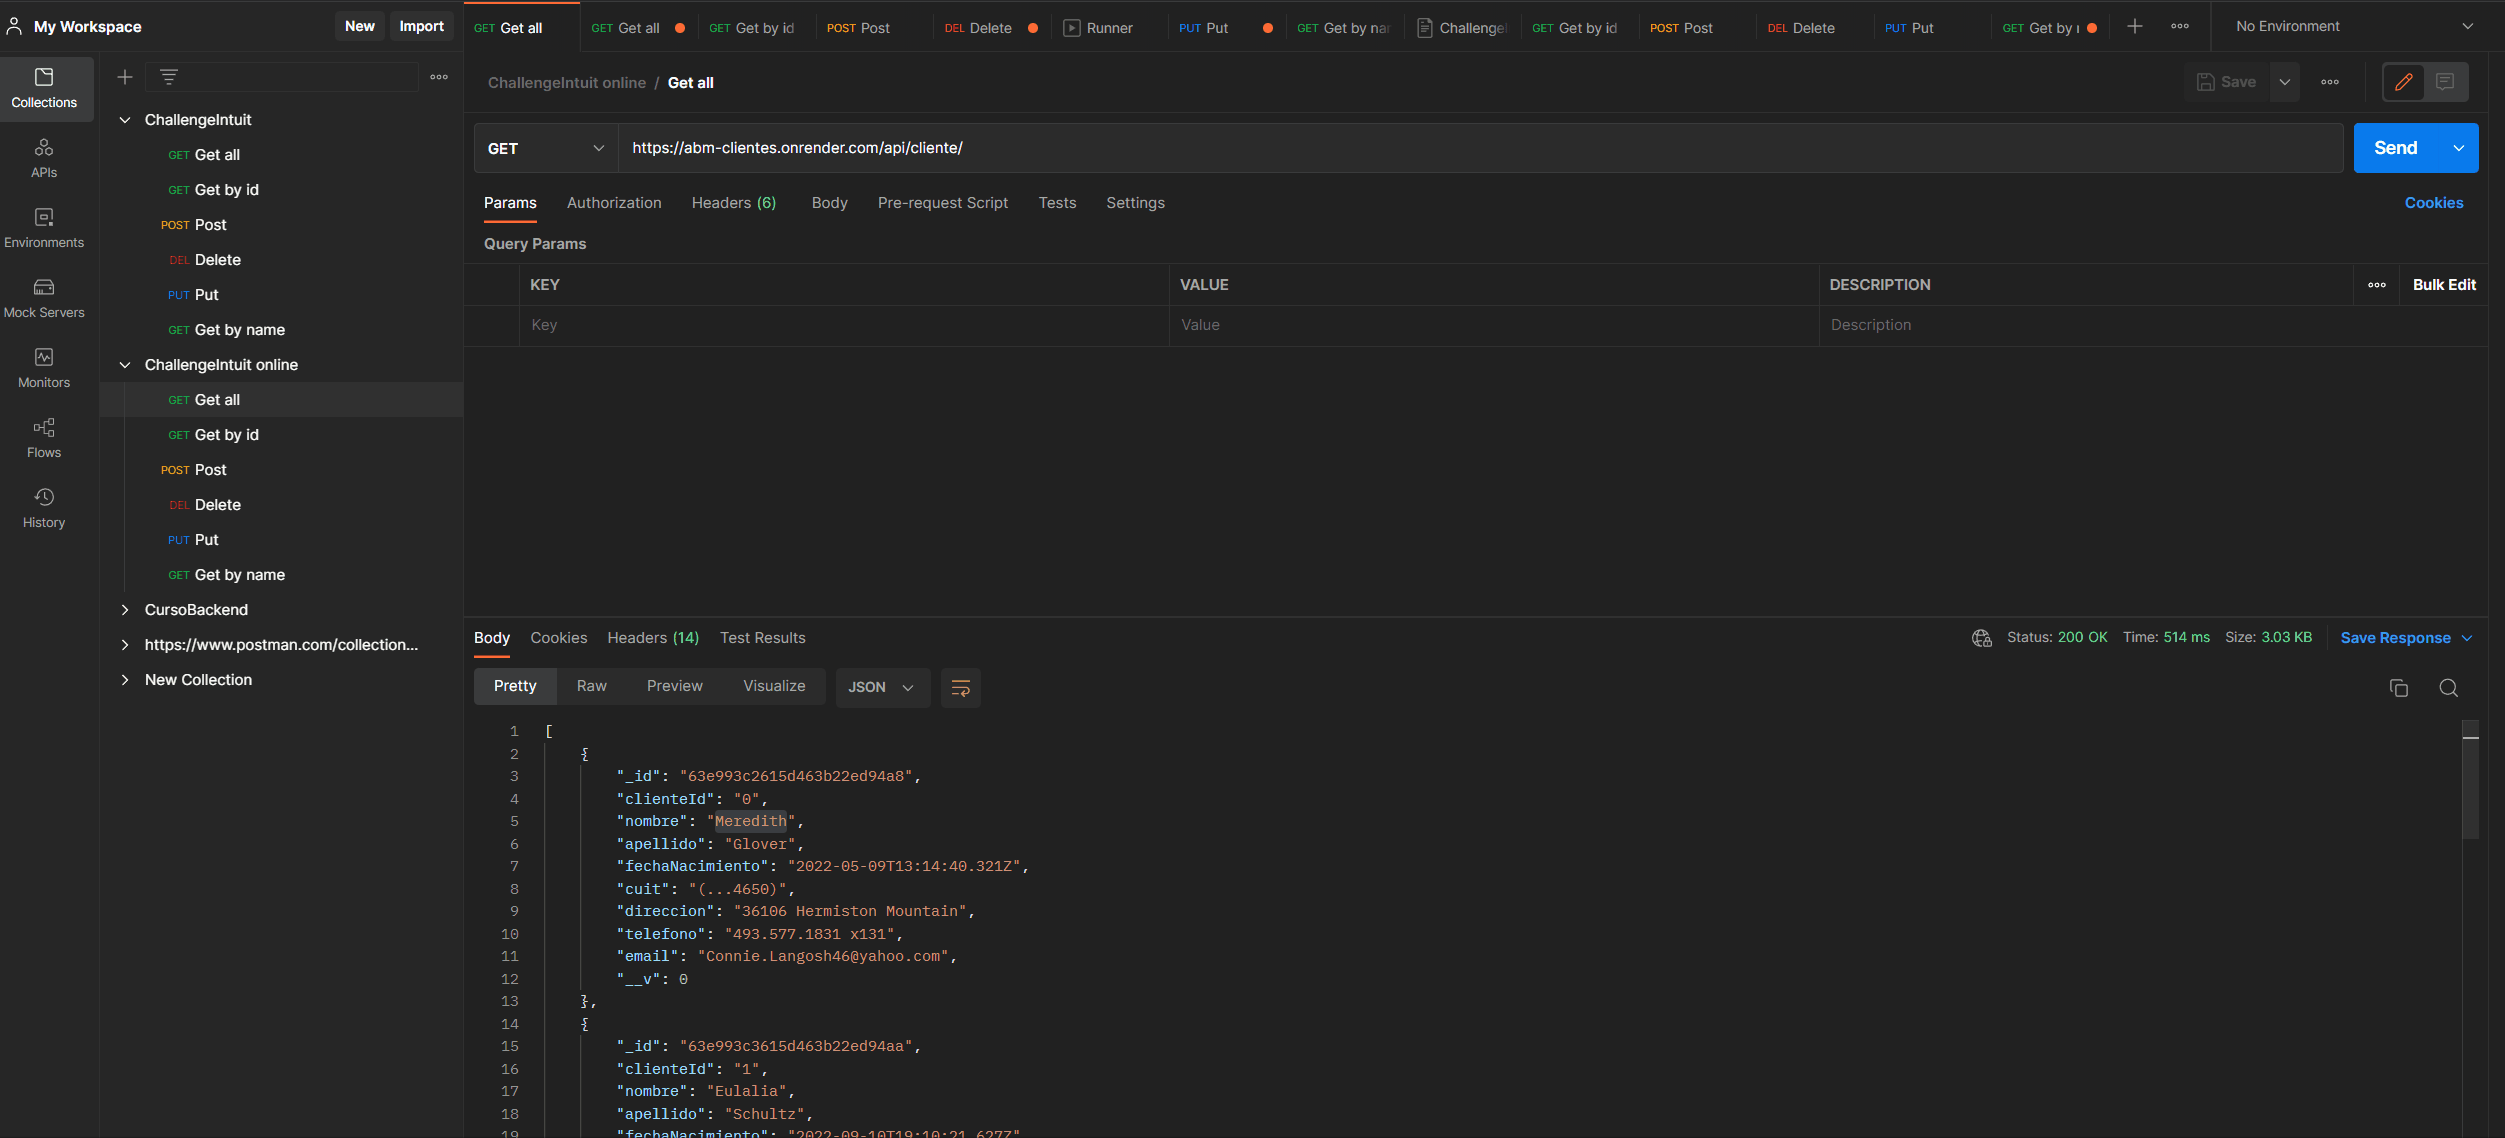 My Workspace
New
Import
GET Get all
GET Get all
GET Get by id
POST Post
DEL Delete
Runner
PUT Put
GET Get by nar
Challenge
GET Get by id
POST Post
DEL Delete
PUT Put
GET Get by
No Environment
Collections
APIs
Environments
Mock Servers
Monitors
Flows
History
ChallengeIntuit
GET Get all
GET Get by id
POST Post
DEL Delete
PUT Put
GET Get by name
ChallengeIntuit online
GET Get all
GET Get by id
POST Post
DEL Delete
PUT Put
GET Get by name
CursoBackend
https://www.postman.com/collection...
New Collection
ChallengeIntuit online / Get all
Save
GET
https://abm-clientes.onrender.com/api/cliente/
Send
Params
Authorization
Headers (6)
Body
Pre-request Script
Tests
Settings
Cookies
Query Params
KEY
VALUE
DESCRIPTION
Bulk Edit
Key
Value
Description
Body
Cookies
Headers (14)
Test Results
Status: 200 OK
Time: 514 ms
Size: 3.03 KB
Save Response
Pretty
Raw
Preview
Visualize
JSON
1 [
2 {
3 "_id": "63e993c2615d463b22ed94a8",
4 "clienteId": "0",
5 "nombre": "Meredith",
6 "apellido": "Glover",
7 "fechaNacimiento": "2022-05-09T13:14:40.321Z",
8 "cuit": "(...4650)",
9 "direccion": "36106 Hermiston Mountain",
10 "telefono": "493.577.1831 x131",
11 "email": "Connie.Langosh46@yahoo.com",
12 "__v": 0
13 },
14 {
15 "_id": "63e993c3615d463b22ed94aa",
16 "clienteId": "1",
17 "nombre": "Eulalia",
18 "apellido": "Schultz",
19 "fechaNacimiento": "2022-09-10T19:10:21.627Z"